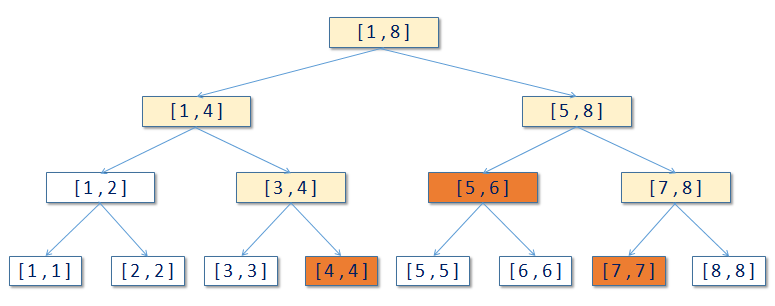 [1,8]
[1,4] [5,8]
[1,2] [3,4] [5,6] [7,8]
[1,1] [2,2] [3,3] [4,4] [5,5] [6,6] [7,7] [8,8]